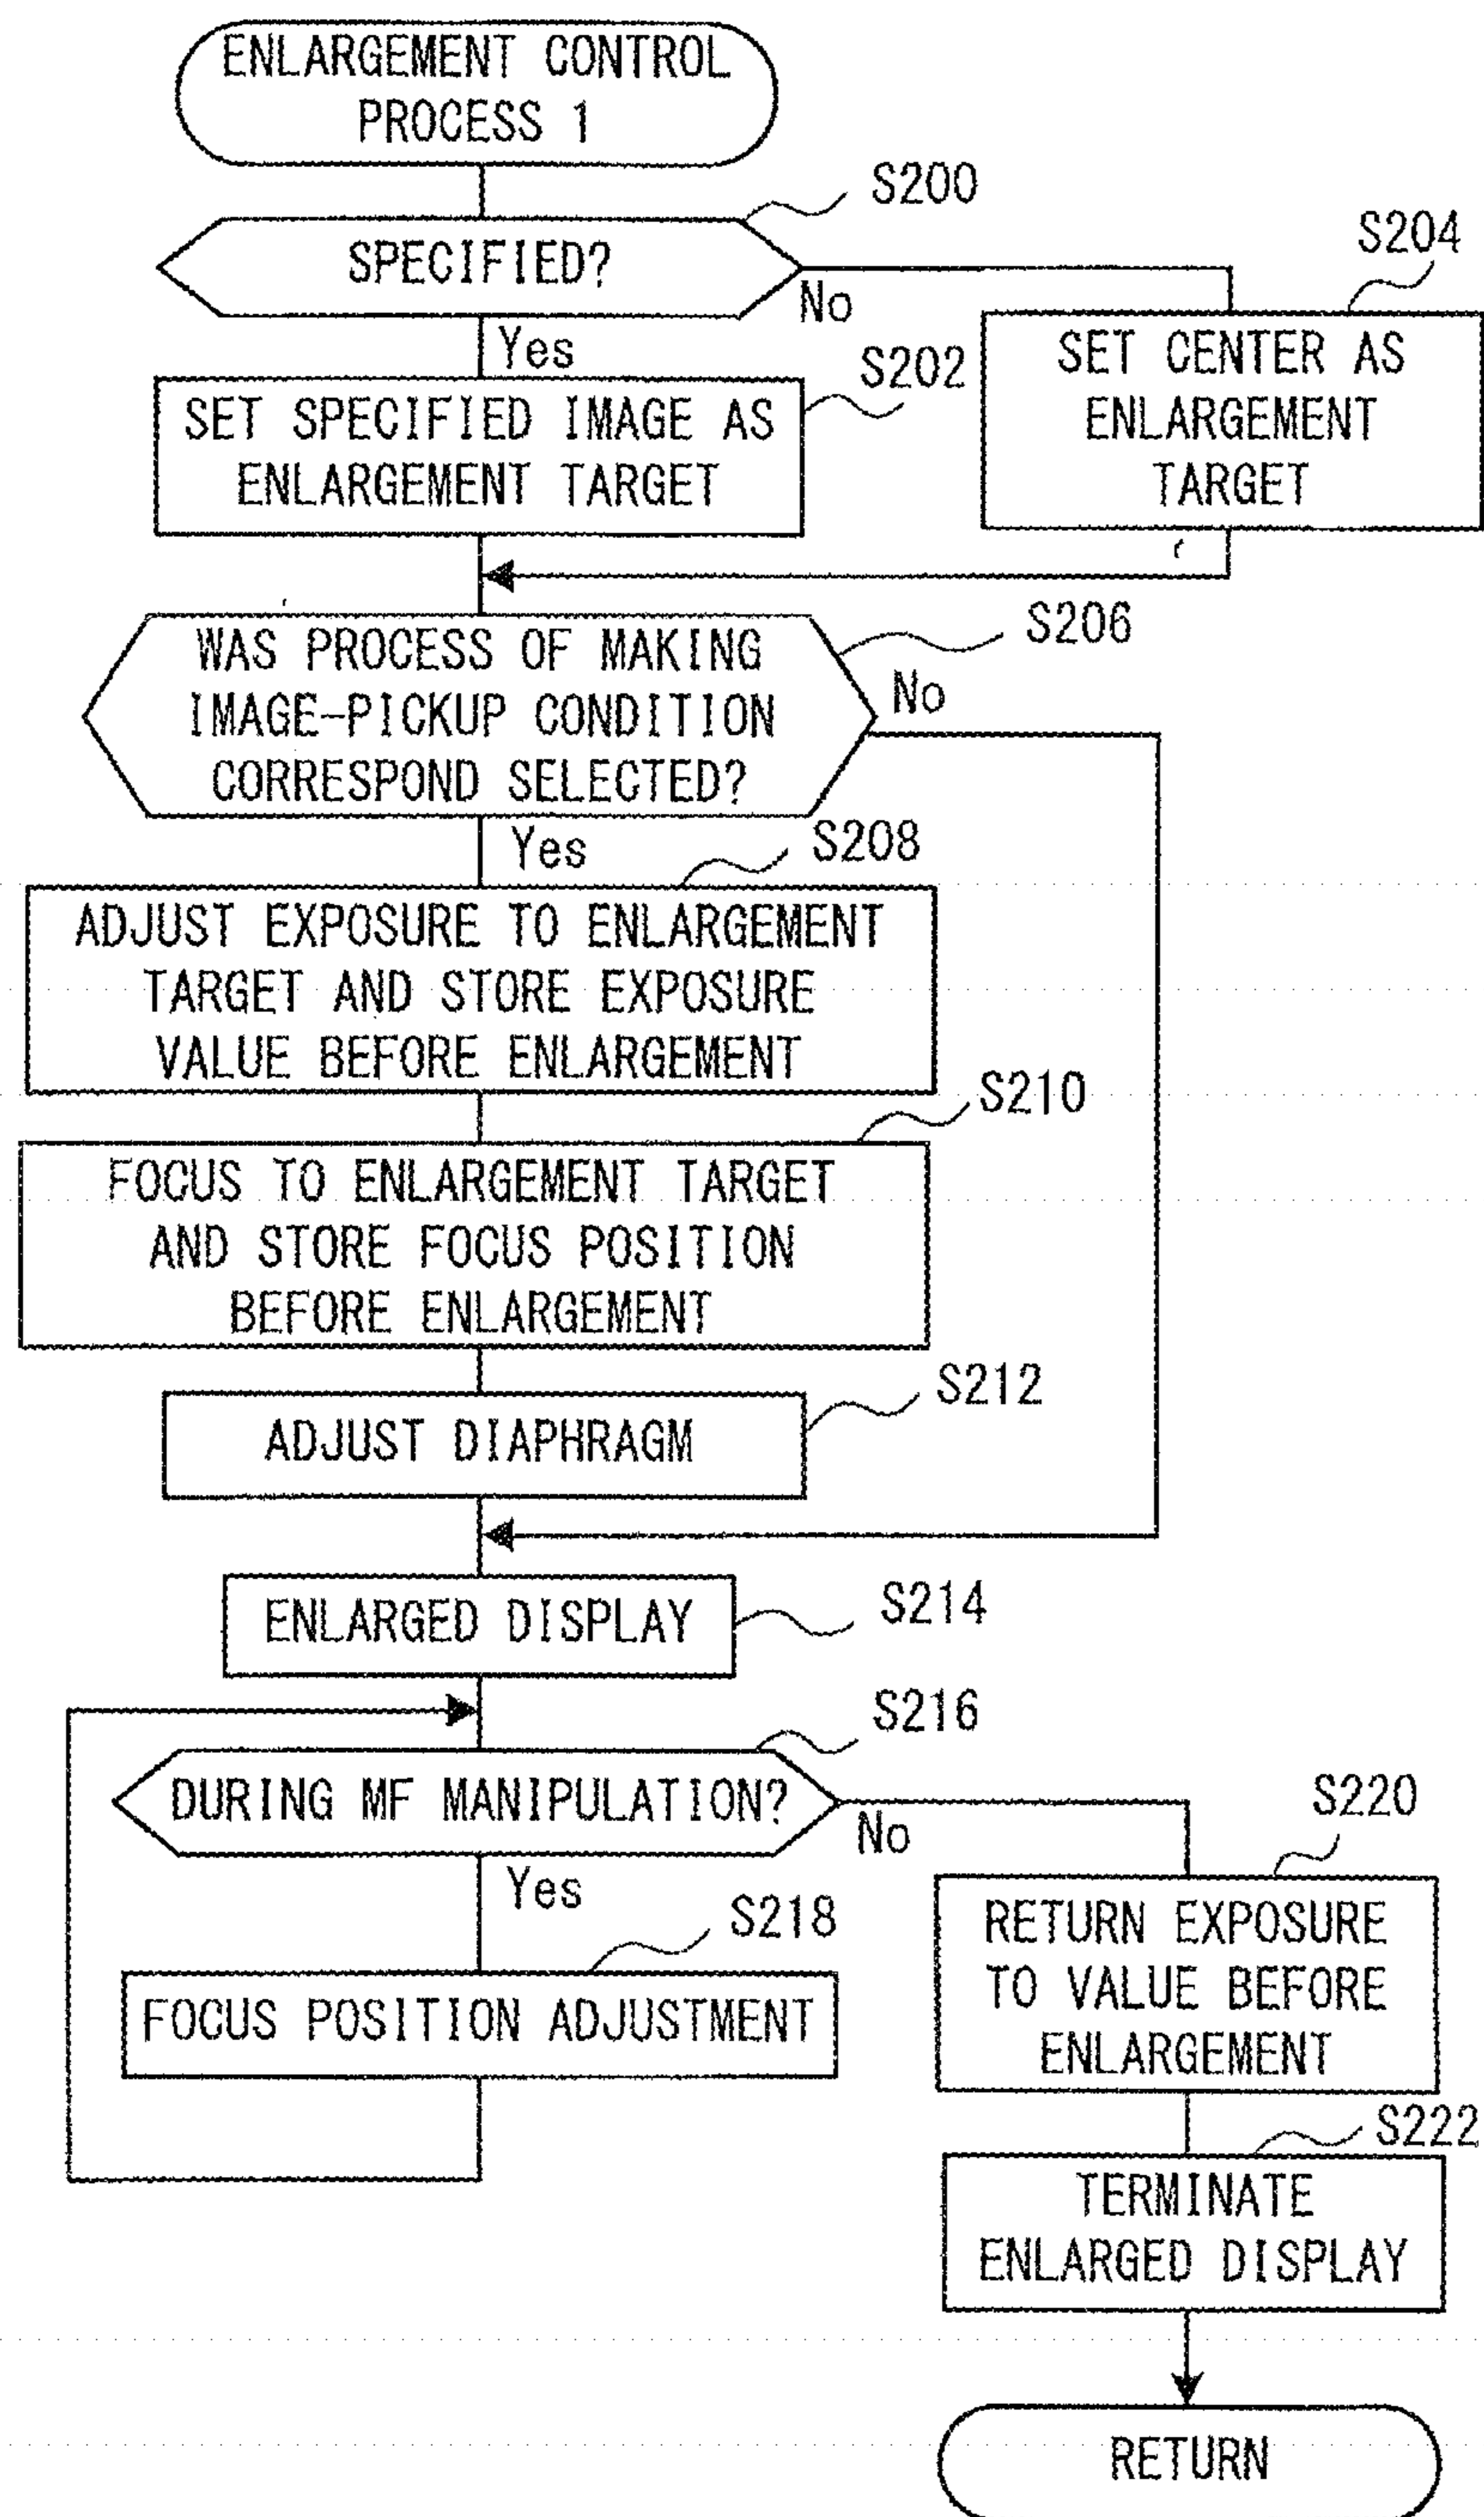 ENLARGEMENT CONTROL
PROCESS 1
S200
SPECIFIED?
No
S204
SET CENTER AS
ENLARGEMENT
TARGET
Yes
S202
SET SPECIFIED IMAGE AS
ENLARGEMENT TARGET
S206
WAS PROCESS OF MAKING
IMAGE-PICKUP CONDITION
CORRESPOND SELECTED?
No
Yes
S208
ADJUST EXPOSURE TO ENLARGEMENT
TARGET AND STORE EXPOSURE
VALUE BEFORE ENLARGEMENT
S210
FOCUS TO ENLARGEMENT TARGET
AND STORE FOCUS POSITION
BEFORE ENLARGEMENT
S212
ADJUST DIAPHRAGM
S214
ENLARGED DISPLAY
S216
DURING MF MANIPULATION?
No
Yes
S218
FOCUS POSITION ADJUSTMENT
S220
RETURN EXPOSURE
TO VALUE BEFORE
ENLARGEMENT
S222
TERMINATE
ENLARGED DISPLAY
RETURN